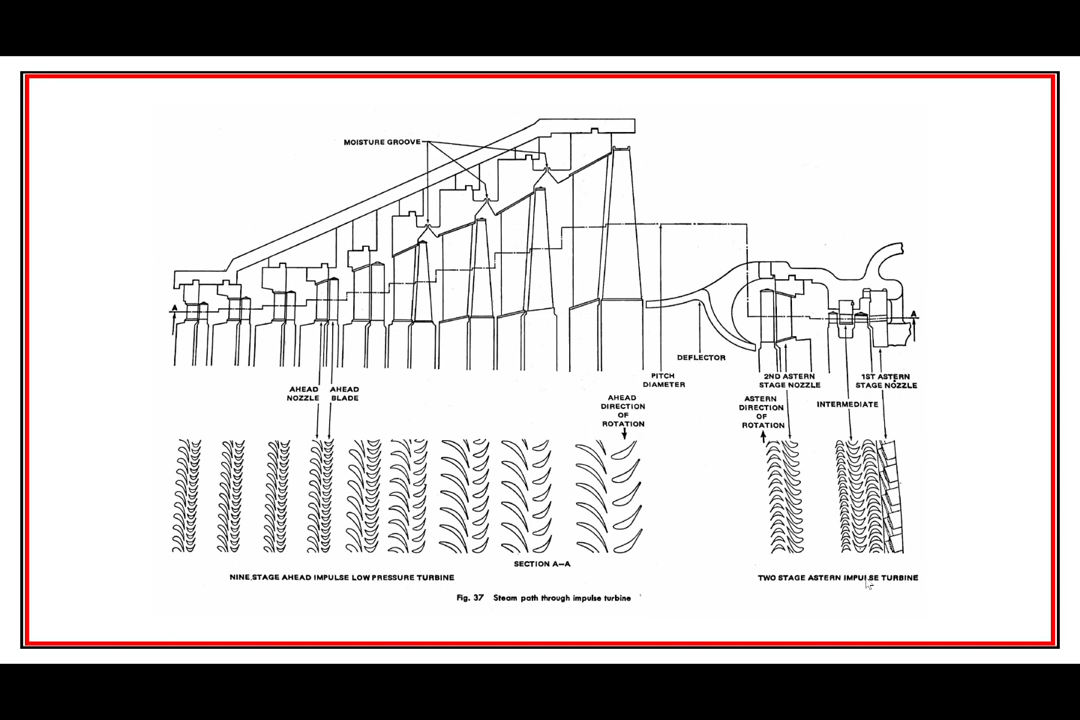 MOISTURE GROOVE
A
A
DEFLECTOR
PITCH
DIAMETER
2ND ASTERN
STAGE NOZZLE
1ST ASTERN
STAGE NOZZLE
AHEAD
NOZZLE
AHEAD
BLADE
AHEAD
DIRECTION
OF
ROTATION
ASTERN
DIRECTION
OF
ROTATION
INTERMEDIATE
SECTION A–A
NINE STAGE AHEAD IMPULSE LOW PRESSURE TURBINE
TWO STAGE ASTERN IMPULSE TURBINE
Fig. 37 Steam path through impulse turbine